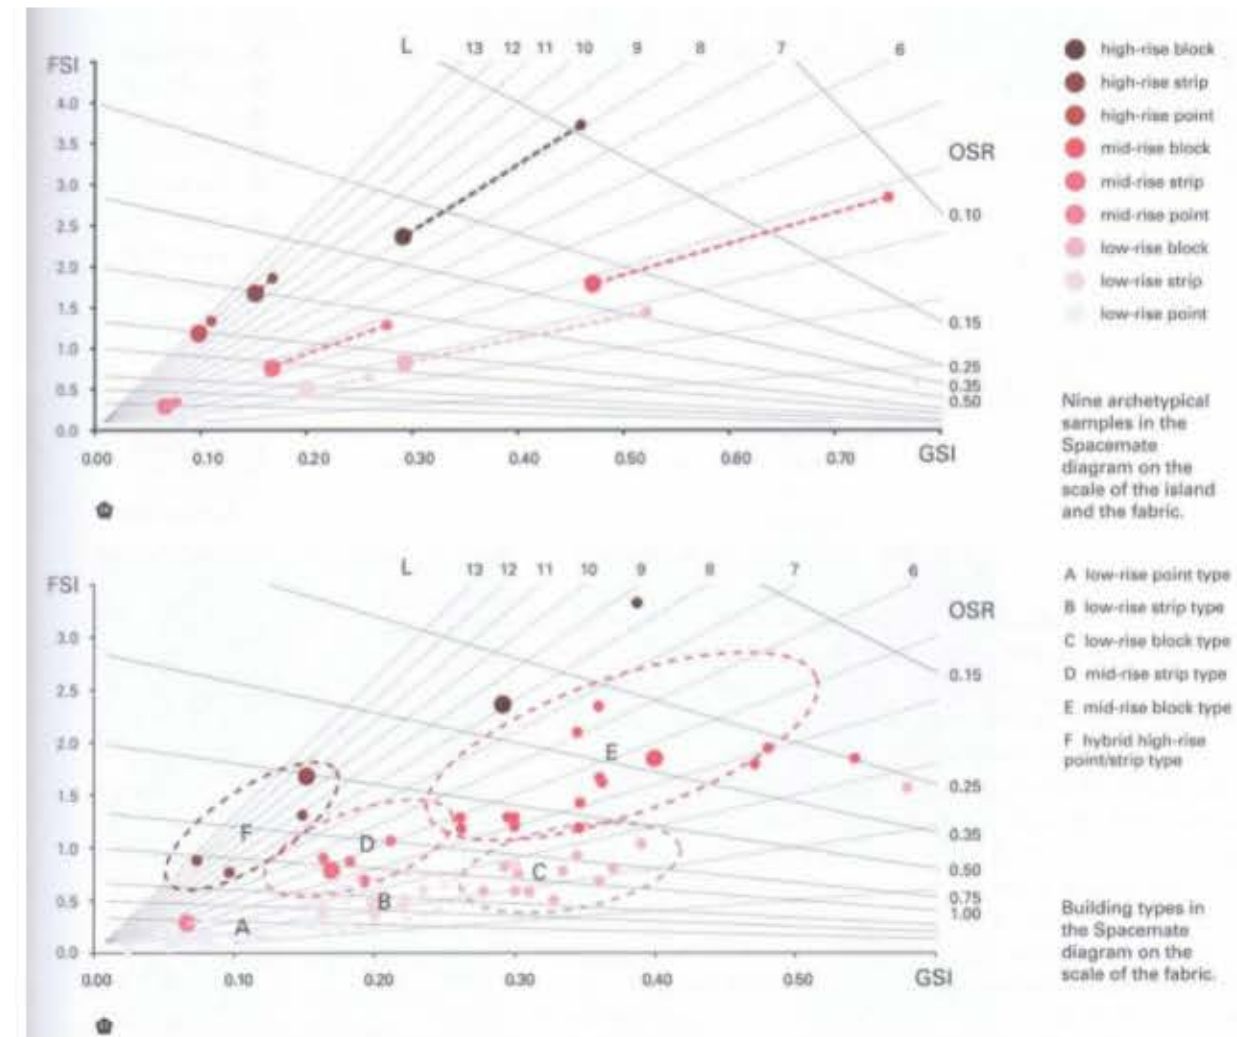 L 13 12 11 10 9 8 7 6
FSI
4.0
3.5
3.0
2.5
2.9
1.5
1.0
0.5
0.0
OSR
0.10
0.15
0.25
0.35
0.50
0.00 0.10 0.20 0.30 0.40 0.50 0.60 0.70 GSI
high-rise block
high-rise strip
high-rise point
mid-rise block
mid-rise strip
mid-rise point
low-rise block
low-rise strip
low-rise point
Nine archetypical
samples in the
Spacemate
diagram on the
scale of the island
and the fabric.
L 13 12 11 10 9 8 7 6
FSI
3.0
2.5
2.0
1.5
1.0
0.5
0.0
OSR
0.15
0.25
0.35
0.50
0.75
1.00
E
F
D
C
B
A
0.00 0.10 0.20 0.30 0.40 0.50 GSI
A low-rise point type
B low-rise strip type
C low-rise block type
D mid-rise strip type
E mid-rise block type
F hybrid high-rise
point/strip type
Building types in
the Spacemate
diagram on the
scale of the fabric.